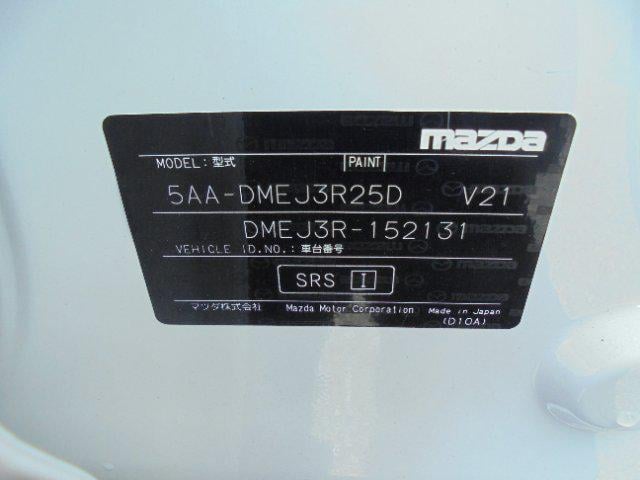 mazda
MODEL:型式 PAINT
5AA-DMEJ3R25D V21
DMEJ3R-152131
VEHICLE ID.NO.:車台番号
SRS I
マツダ株式会社 Mazda Motor Corporation Made in Japan
(D10A)